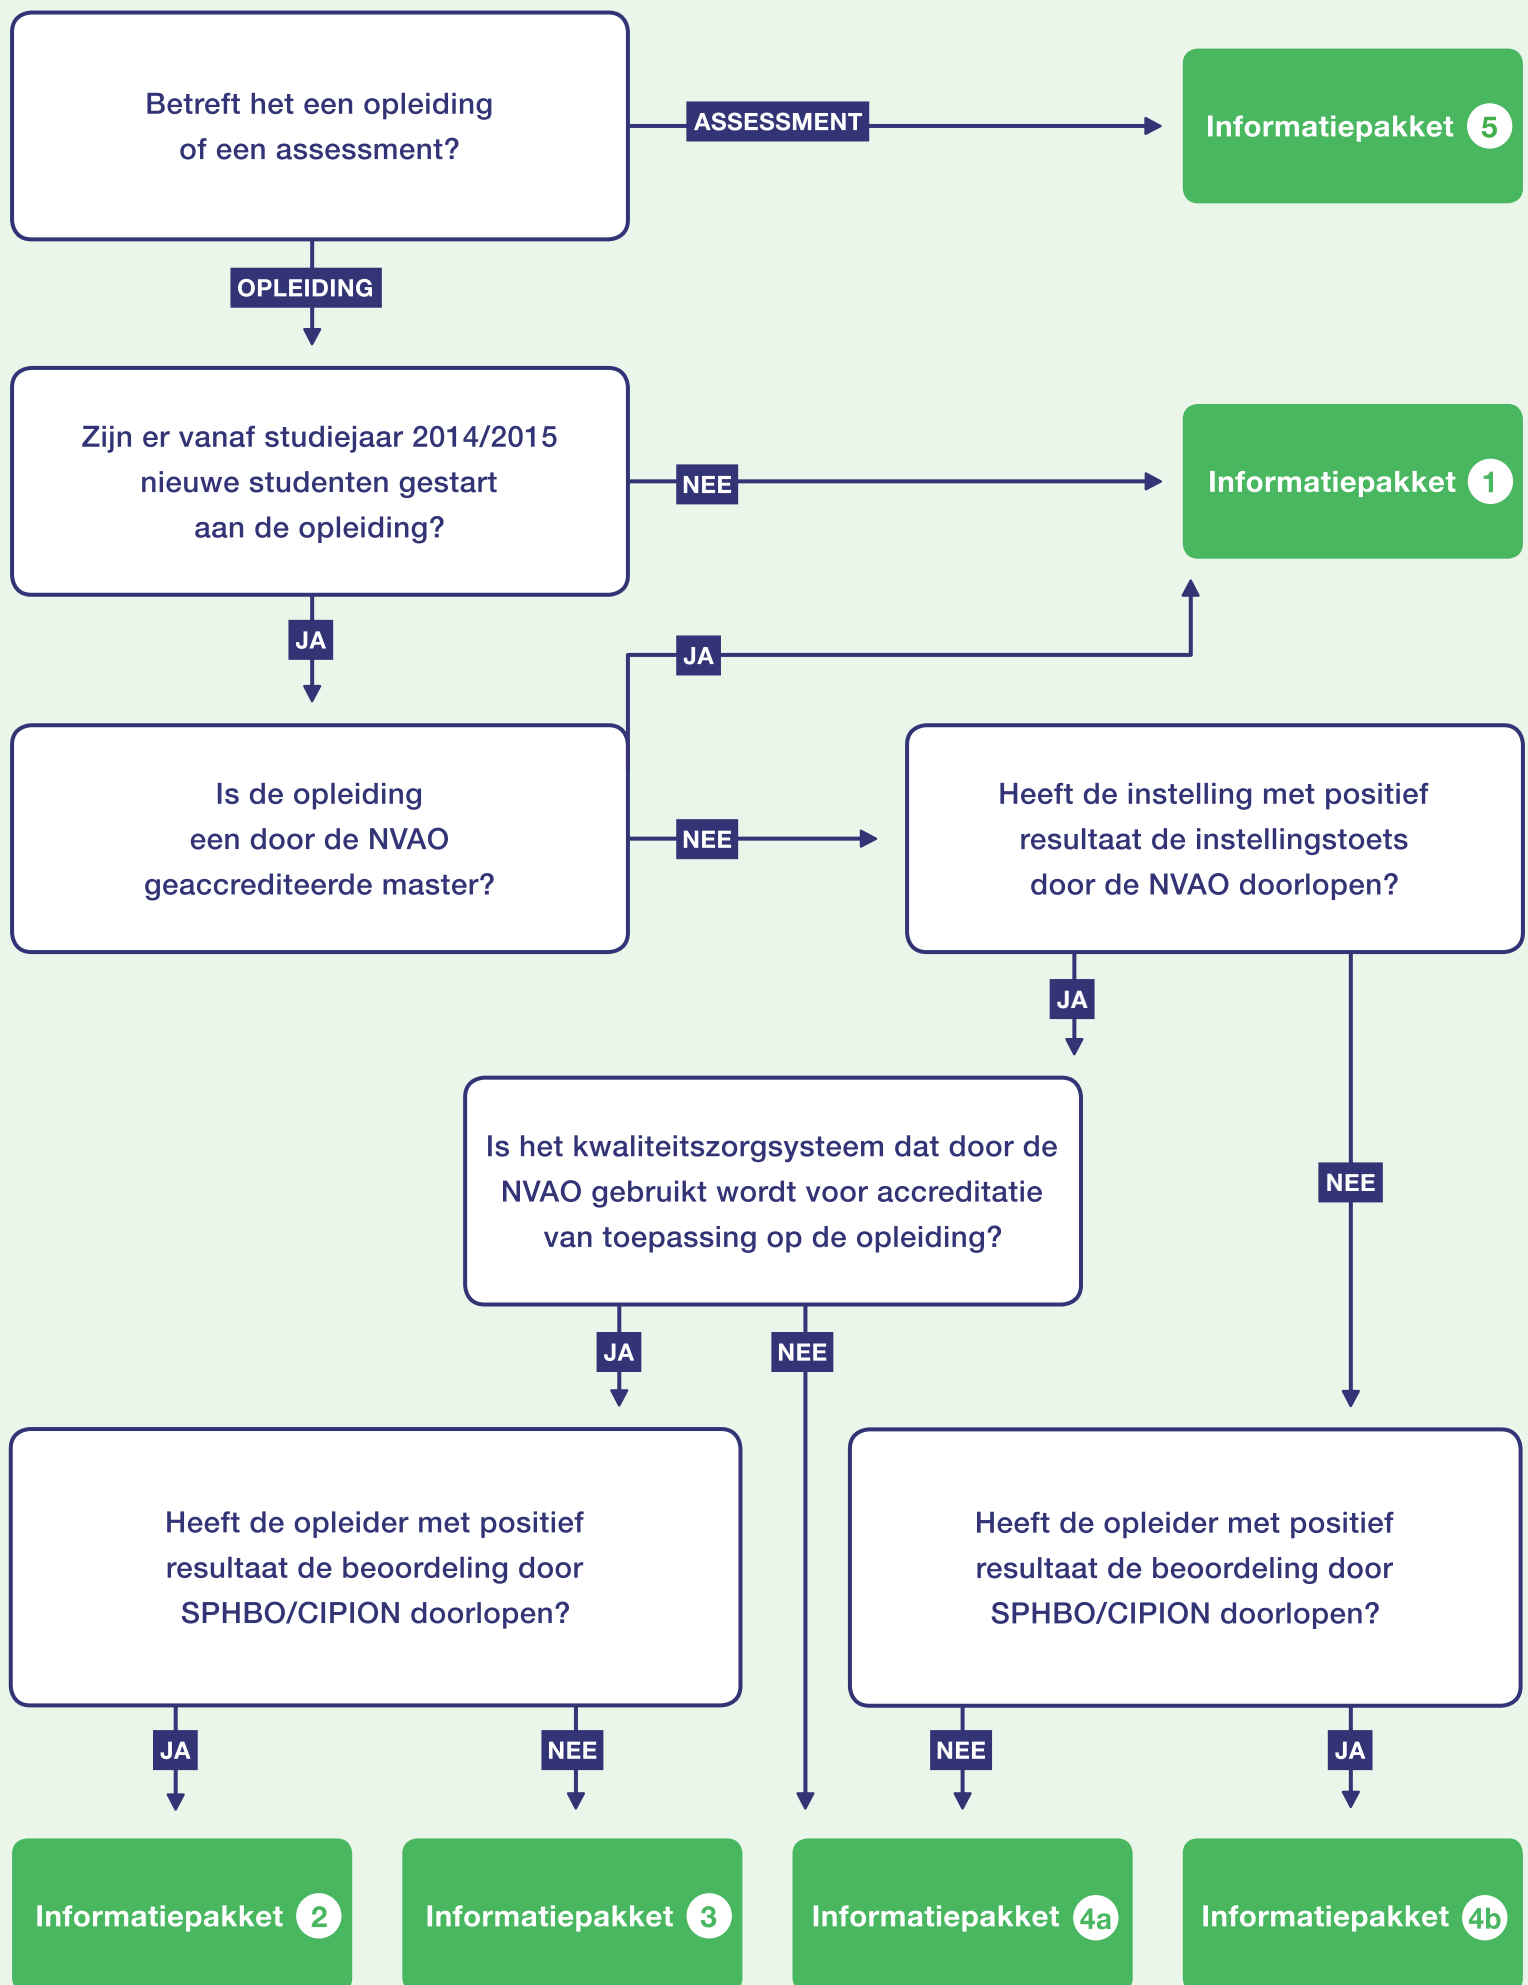 Betreft het een opleiding
of een assessment?
ASSESSMENT
Informatiepakket 5
OPLEIDING
Zijn er vanaf studiejaar 2014/2015
nieuwe studenten gestart
aan de opleiding?
NEE
Informatiepakket 1
JA
JA
Is de opleiding
een door de NVAO
geaccrediteerde master?
NEE
Heeft de instelling met positief
resultaat de instellingstoets
door de NVAO doorlopen?
JA
NEE
Is het kwaliteitszorgsysteem dat door de
NVAO gebruikt wordt voor accreditatie
van toepassing op de opleiding?
JA
NEE
Heeft de opleider met positief
resultaat de beoordeling door
SPHBO/CIPION doorlopen?
Heeft de opleider met positief
resultaat de beoordeling door
SPHBO/CIPION doorlopen?
JA
NEE
NEE
JA
Informatiepakket 2
Informatiepakket 3
Informatiepakket 4a
Informatiepakket 4b